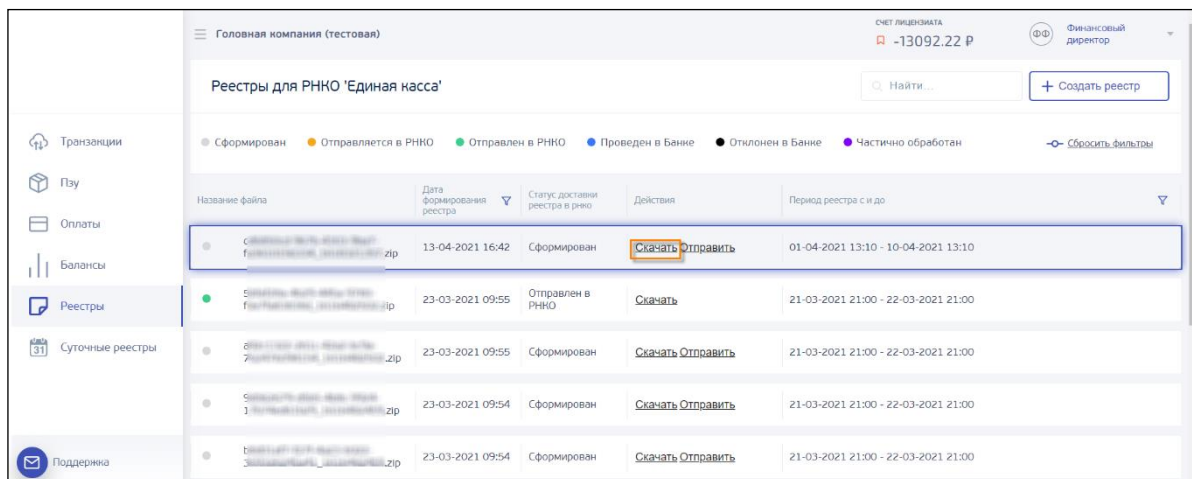 Головная компания (тестовая)
СЧЕТ ЛИЦЕНЗИАТА
-13092.22 ₽
ФФ
Финансовый
директор
Реестры для РНКО 'Единая касса'
Найти...
+ Создать реестр
Транзакции
Пзу
Оплаты
Балансы
Реестры
31 Суточные реестры
Поддержка
Сформирован Отправляется в РНКО Отправлен в РНКО Проведен в Банке Отклонен в Банке Частично обработан Сбросить фильтры
Название файла
Дата
формирования
реестра
Статус доставки
реестра в рнко
Действия
Период реестра с и до
.zip 13-04-2021 16:42 Сформирован Скачать Отправить 01-04-2021 13:10 - 10-04-2021 13:10
.zip 23-03-2021 09:55 Отправлен в
РНКО
Скачать 21-03-2021 21:00 - 22-03-2021 21:00
.zip 23-03-2021 09:55 Сформирован Скачать Отправить 21-03-2021 21:00 - 22-03-2021 21:00
.zip 23-03-2021 09:54 Сформирован Скачать Отправить 21-03-2021 21:00 - 22-03-2021 21:00
.zip 23-03-2021 09:54 Сформирован Скачать Отправить 21-03-2021 21:00 - 22-03-2021 21:00